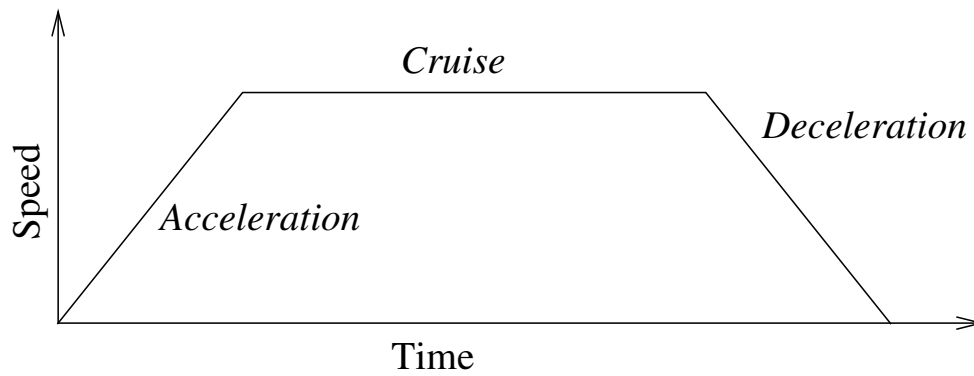 Cruise
Deceleration
Speed
Acceleration
Time